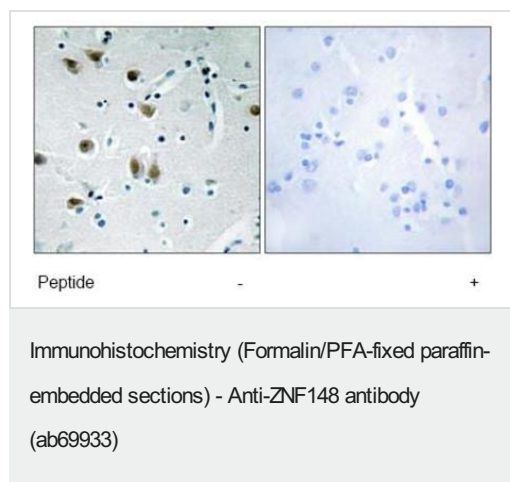 Peptide - +
Immunohistochemistry (Formalin/PFA-fixed paraffin-
embedded sections) - Anti-ZNF148 antibody
(ab69933)